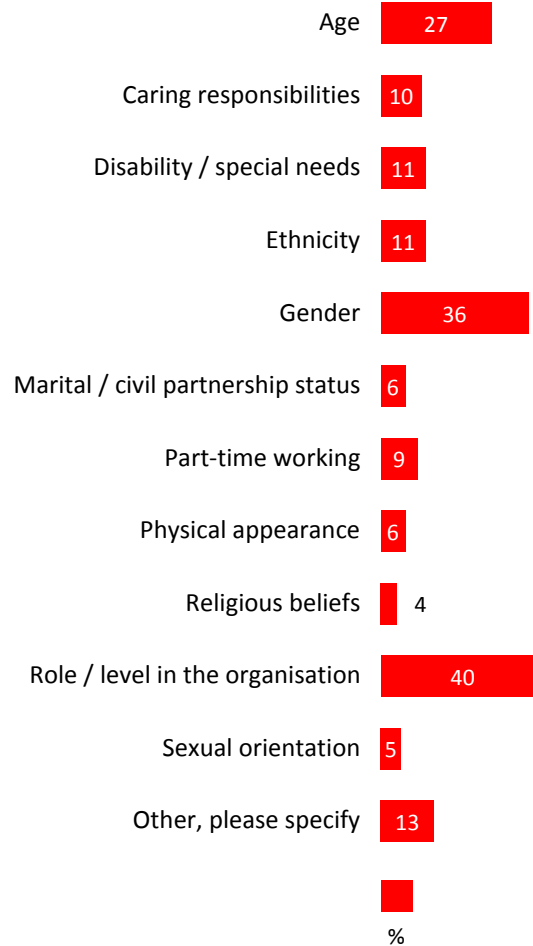 Age 27
Caring responsibilities 10
Disability / special needs 11
Ethnicity 11
Gender 36
Marital / civil partnership status 6
Part-time working 9
Physical appearance 6
Religious beliefs 4
Role / level in the organisation 40
Sexual orientation 5
Other, please specify 13
%